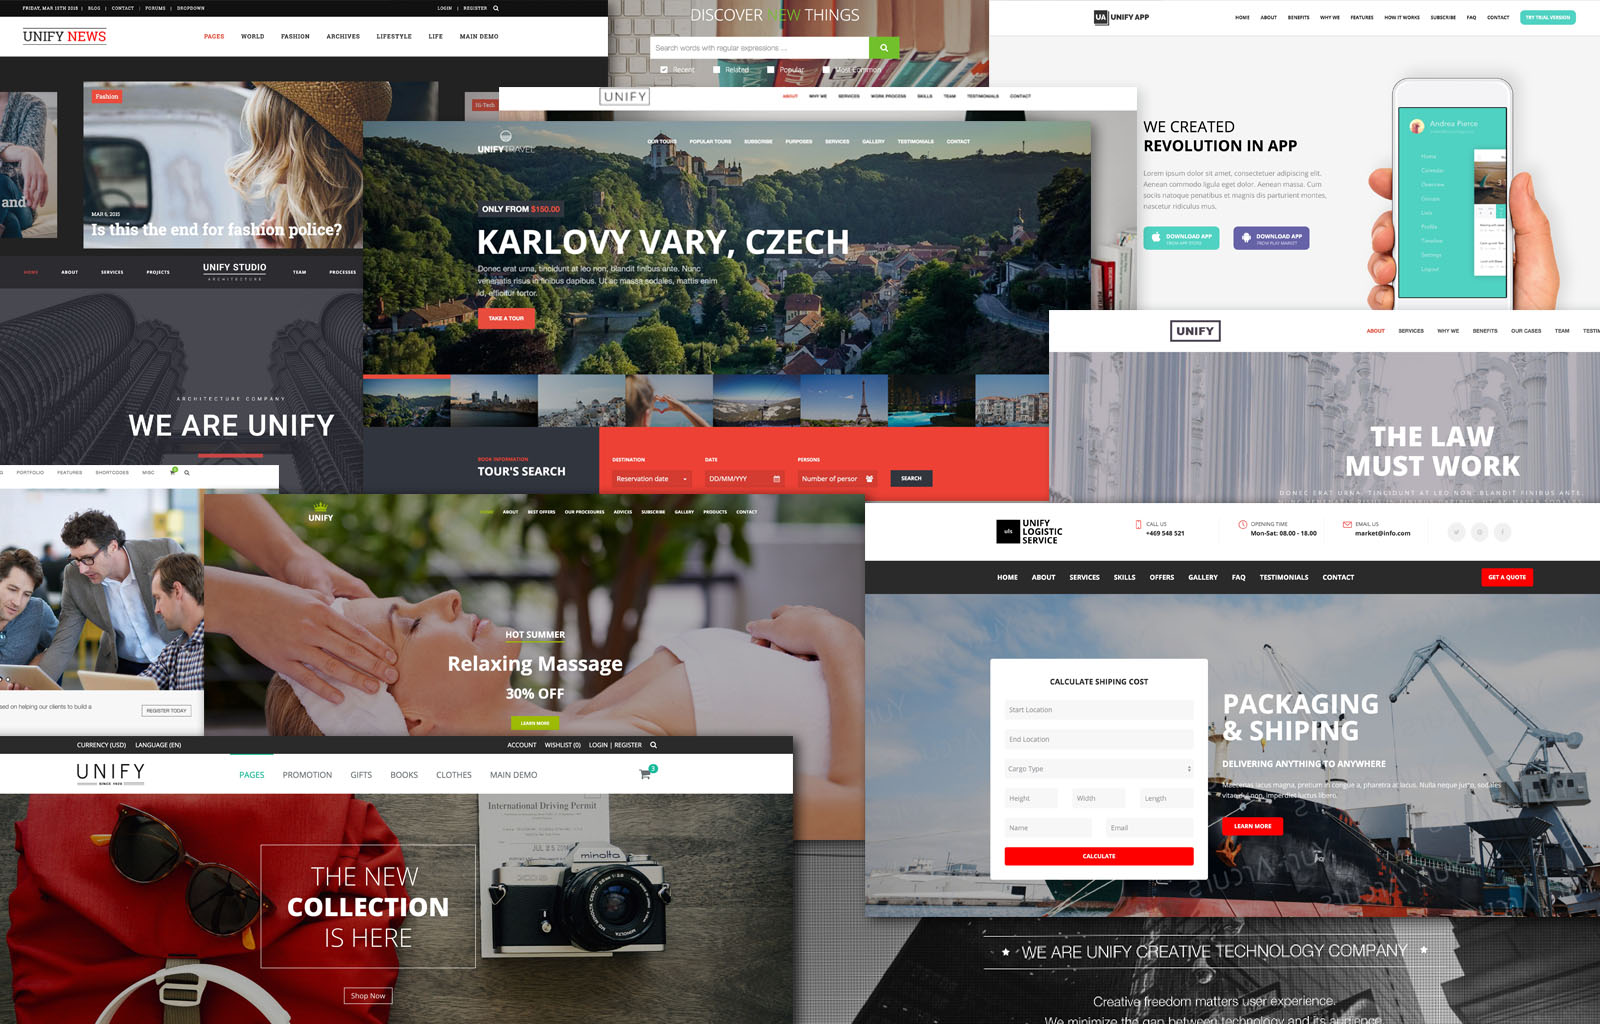 FRIDAY, MAR 15TH 2015 | BLOG | CONTACT | FORUMS | DROPDOWN
LOGIN | REGISTER
UNIFY NEWS
PAGES WORLD FASHION ARCHIVES LIFESTYLE LIFE MAIN DEMO
Fashion
Hi-Tech
and
MAR 6, 2015
Is this the end for fashion police?
DISCOVER NEW THINGS
Search words with regular expressions ...
Recent Related Popular Most Common
UA UNIFY APP
HOME ABOUT BENEFITS WHY WE FEATURES HOW IT WORKS SUBSCRIBE FAQ CONTACT
TRY TRIAL VERSION
WE CREATED
REVOLUTION IN APP
Lorem ipsum dolor sit amet, consectetuer adipiscing elit.
Aenean commodo ligula eget dolor. Aenean massa. Cum
sociis natoque penatibus et magnis dis parturient montes,
nascetur ridiculus mus.
DOWNLOAD APP
FROM APP STORE
DOWNLOAD APP
FROM PLAY MARKET
Andrea Pierce
Home
Calendar
Overview
Groups
Lists
Profile
Timeline
Settings
Logout
UNIFY
ABOUT WHY WE SERVICES WORK PROCESS SKILLS TEAM TESTIMONIALS CONTACT
UNIFYTRAVEL
OUR TOURS POPULAR TOURS SUBSCRIBE PURPOSES SERVICES GALLERY TESTIMONIALS CONTACT
ONLY FROM $150.00
KARLOVY VARY, CZECH
Donec erat urna, tincidunt at leo non, blandit finibus ante. Nunc
venenatis risus in finibus dapibus. Ut ac massa sodales, mattis enim
id, efficitur tortor.
TAKE A TOUR
BOOK INFORMATION
TOUR'S SEARCH
DESTINATION
Reservation date
DATE
DD/MM/YYY
PERSONS
Number of persor
SEARCH
HOME ABOUT SERVICES PROJECTS
UNIFY STUDIO
ARCHITECTURE
TEAM PROCESSES
ARCHITECTURE COMPANY
WE ARE UNIFY
UNIFY
ABOUT SERVICES WHY WE BENEFITS OUR CASES TEAM TESTIM
THE LAW
MUST WORK
DONEC ERAT URNA, TINCIDUNT AT LEO NON, BLANDIT FINIBUS ANTE.
PORTFOLIO FEATURES SHORTCODES MISC
sed on helping our clients to build a
REGISTER TODAY
UNIFY
HOME ABOUT BEST OFFERS OUR PROCEDURES ADVICES SUBSCRIBE GALLERY PRODUCTS CONTACT
HOT SUMMER
Relaxing Massage
30% OFF
LEARN MORE
uls
UNIFY
LOGISTIC
SERVICE
CALL US
+469 548 521
OPENING TIME
Mon-Sat: 08.00 - 18.00
EMAIL US
market@info.com
HOME ABOUT SERVICES SKILLS OFFERS GALLERY FAQ TESTIMONIALS CONTACT
GET A QUOTE
CALCULATE SHIPING COST
Start Location
End Location
Cargo Type
Height Width Length
Name Email
CALCULATE
PACKAGING
& SHIPING
DELIVERING ANYTHING TO ANYWHERE
Maecenas lacus magna, pretium in congue a, pharetra at lacus. Nulla neque justo, sodales
vitae dui non, imperdiet luctus libero.
LEARN MORE
CURRENCY (USD) LANGUAGE (EN)
ACCOUNT WISHLIST (0) LOGIN | REGISTER
UNIFY
SINCE 1920
PAGES PROMOTION GIFTS BOOKS CLOTHES MAIN DEMO
3
International Driving Permit
JUL 25
minolta
THE NEW
COLLECTION
IS HERE
Shop Now
WE ARE UNIFY CREATIVE TECHNOLOGY COMPANY
Creative freedom matters user experience.
We minimize the gap between technology and its audience.